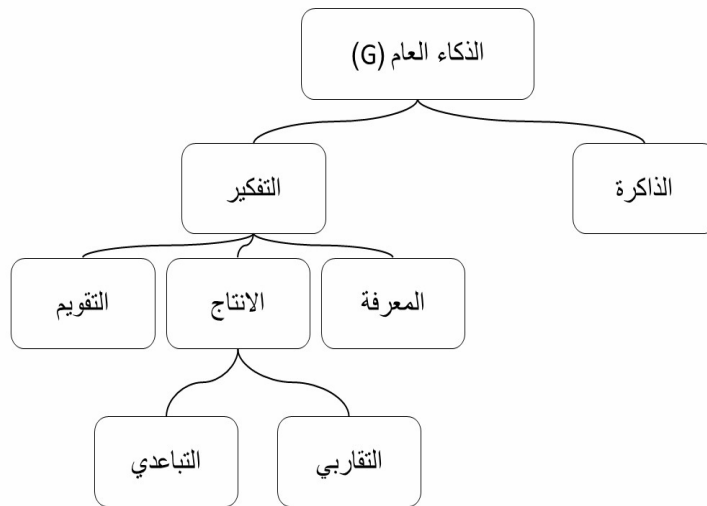 الذكاء العام (G)
الذاكرة
التفكير
المعرفة
الانتاج
التقويم
التقاربي
التباعدي